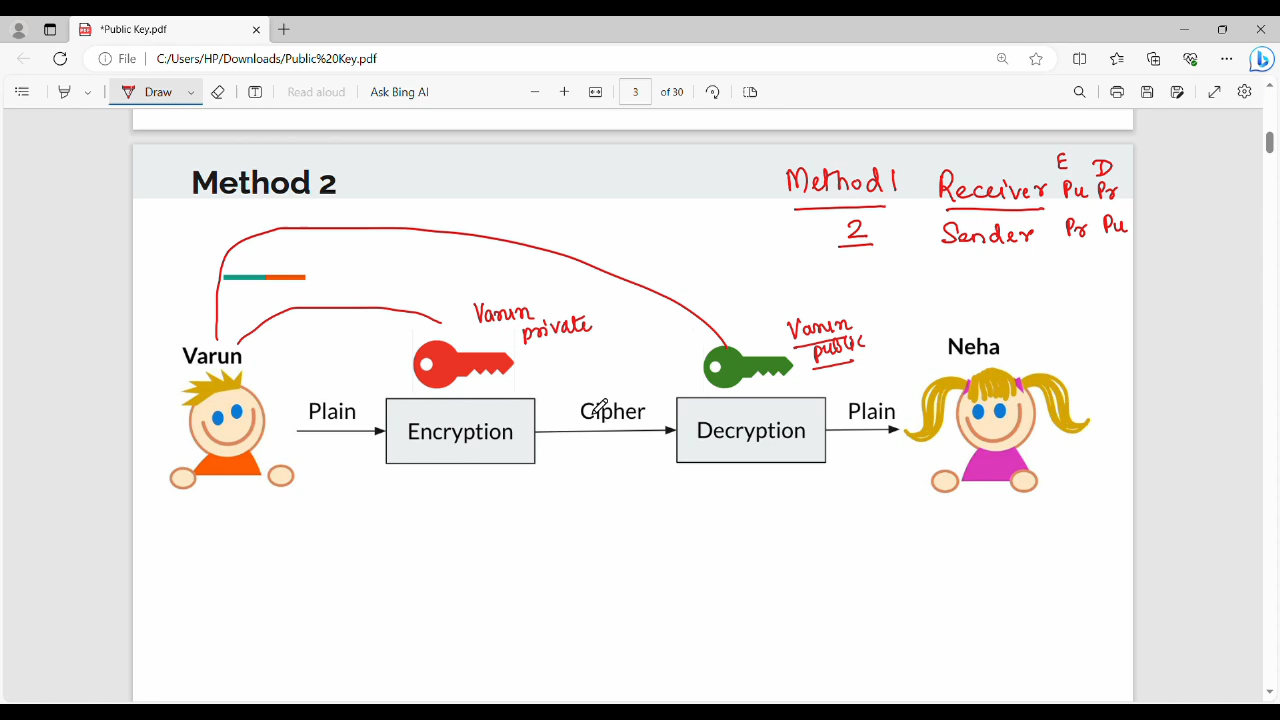 *Public Key.pdf
File C:/Users/HP/Downloads/Public%20Key.pdf
Draw Read aloud Ask Bing AI 3 of 30
Method 2
Method 1 Receiver Pu Pr
E D
2 Sender Pr Pu
Varun private
Varun public
Varun
Neha
Plain Cipher Plain
Encryption Decryption